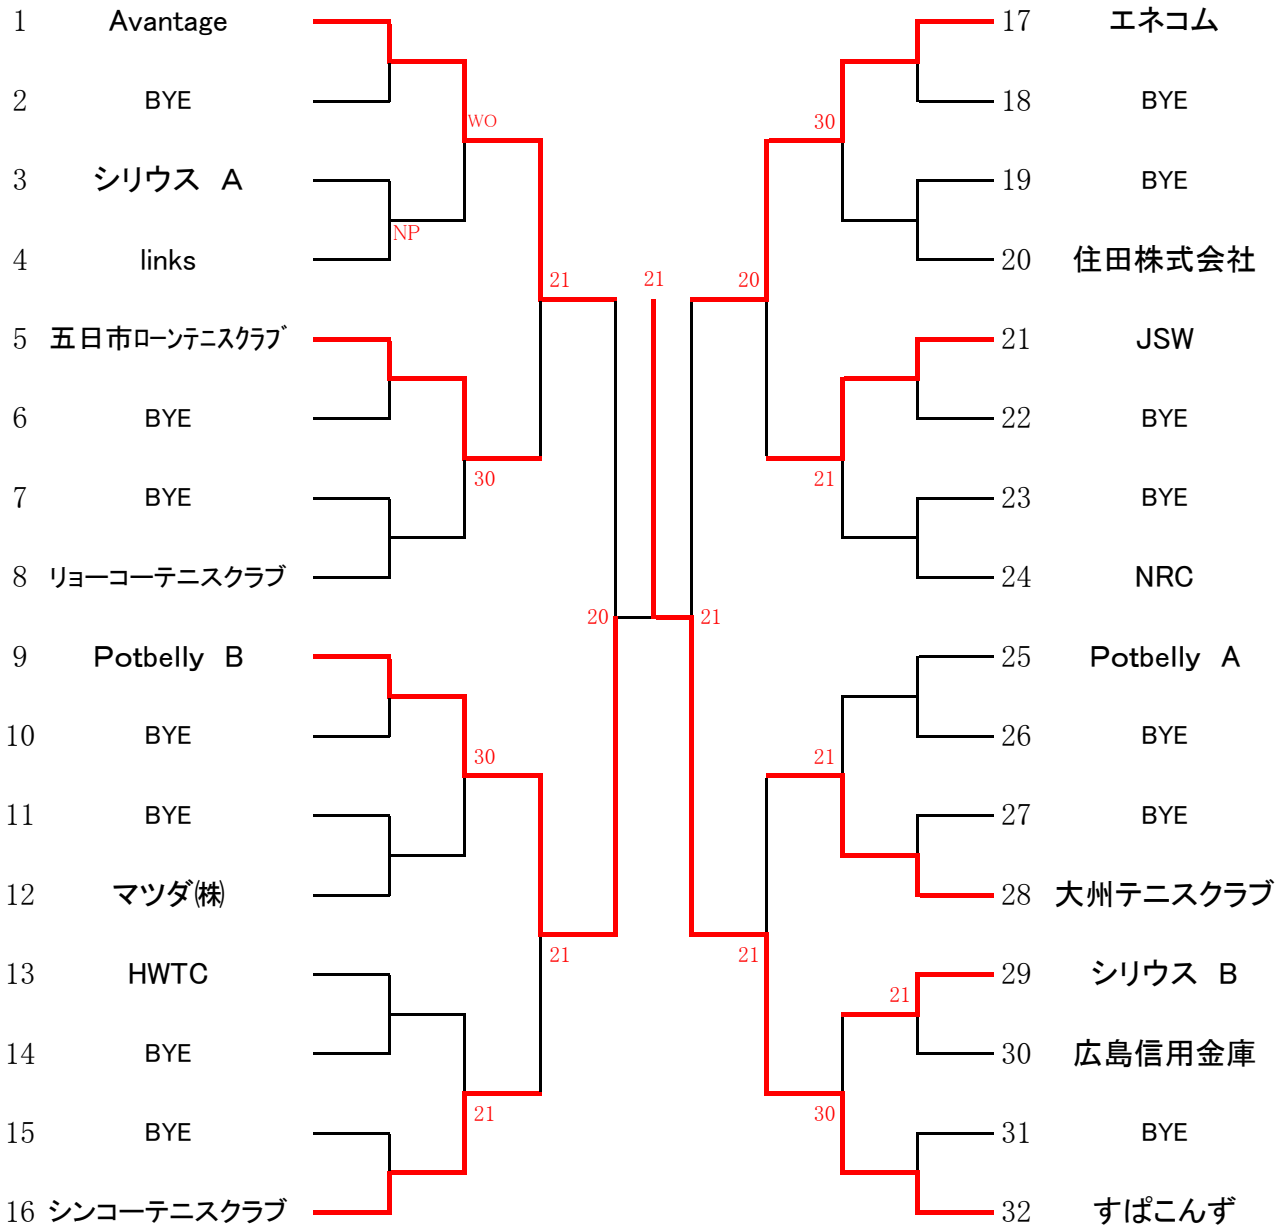 1 Avantage
2 BYE
WO
3 シリウス A
NP
4 links
21
5 五日市ローンテニスクラブ
6 BYE
30
7 BYE
8 リョーコーテニスクラブ
20
9 Potbelly B
10 BYE
30
11 BYE
12 マツダ㈱
21
13 HWTC
14 BYE
21
15 BYE
16 シンコーテニスクラブ
21
17 エネコム
18 BYE
30
19 BYE
20 住田株式会社
20
21 JSW
22 BYE
21
23 BYE
24 NRC
21
25 Potbelly A
26 BYE
21
27 BYE
28 大州テニスクラブ
21
29 シリウス B
21
30 広島信用金庫
30
31 BYE
32 すぱこんず